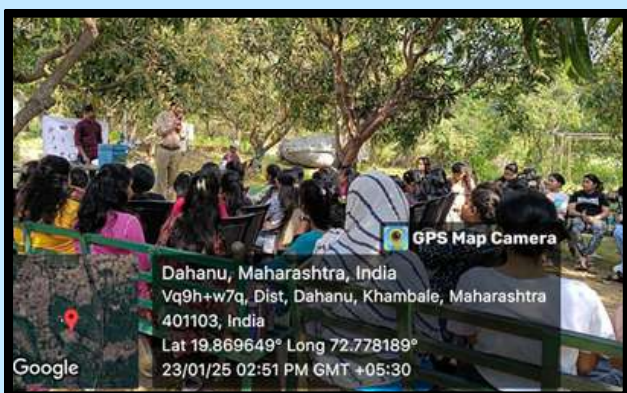 GPS Map Camera
Dahanu, Maharashtra, India
Vq9h+w7q, Dist, Dahanu, Khambale, Maharashtra
401103, India
Lat 19.869649° Long 72.778189°
23/01/25 02:51 PM GMT +05:30
Google